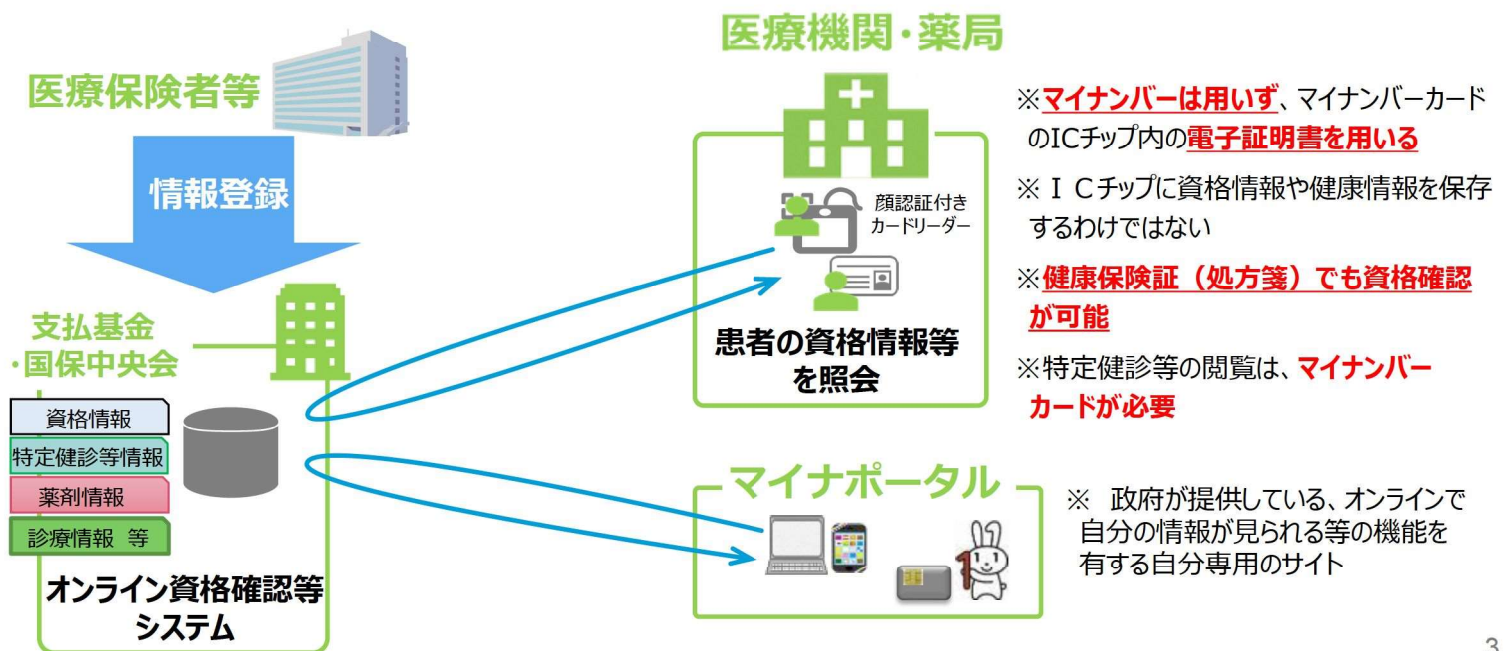 医療保険者等
情報登録
支払基金
・国保中央会
資格情報
特定健診等情報
薬剤情報
診療情報 等
オンライン資格確認等
システム
医療機関・薬局
顔認証付き
カードリーダー
患者の資格情報等
を照会
※マイナンバーは用いず、マイナンバーカード
のICチップ内の電子証明書を用いる
※ＩＣチップに資格情報や健康情報を保存
するわけではない
※健康保険証（処方箋）でも資格確認
が可能
※特定健診等の閲覧は、マイナンバー
カードが必要
マイナポータル
※　政府が提供している、オンラインで
自分の情報が見られる等の機能を
有する自分専用のサイト
3